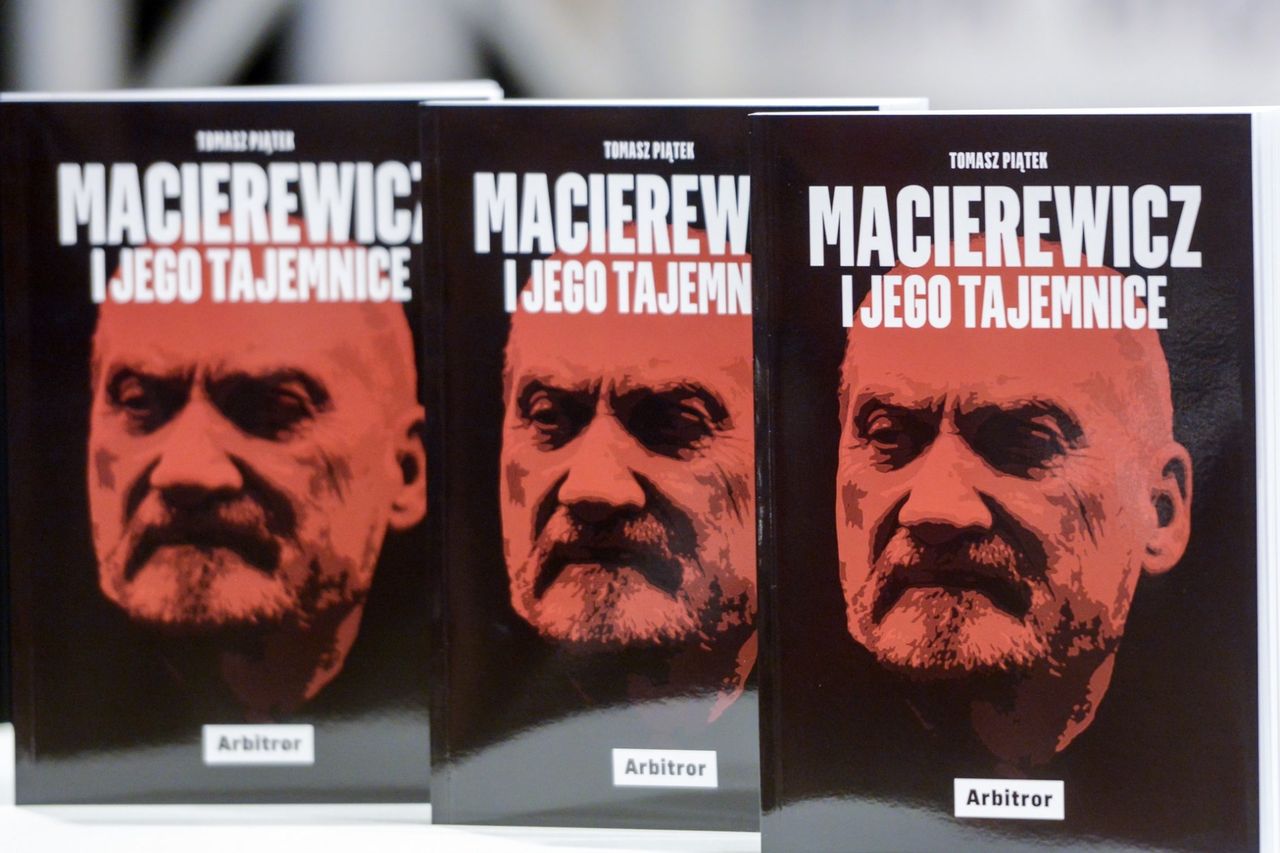 TOMASZ PIĄTEK
MACIEREWICZ
I JEGO TAJEMNICE
Arbitror
TOMASZ PIĄTEK
MACIEREW
I JEGO TAJEMN
Arbitror
TOMASZ PIĄTEK
MACIEREWICZ
I JEGO TAJEMNICE
Arbitror